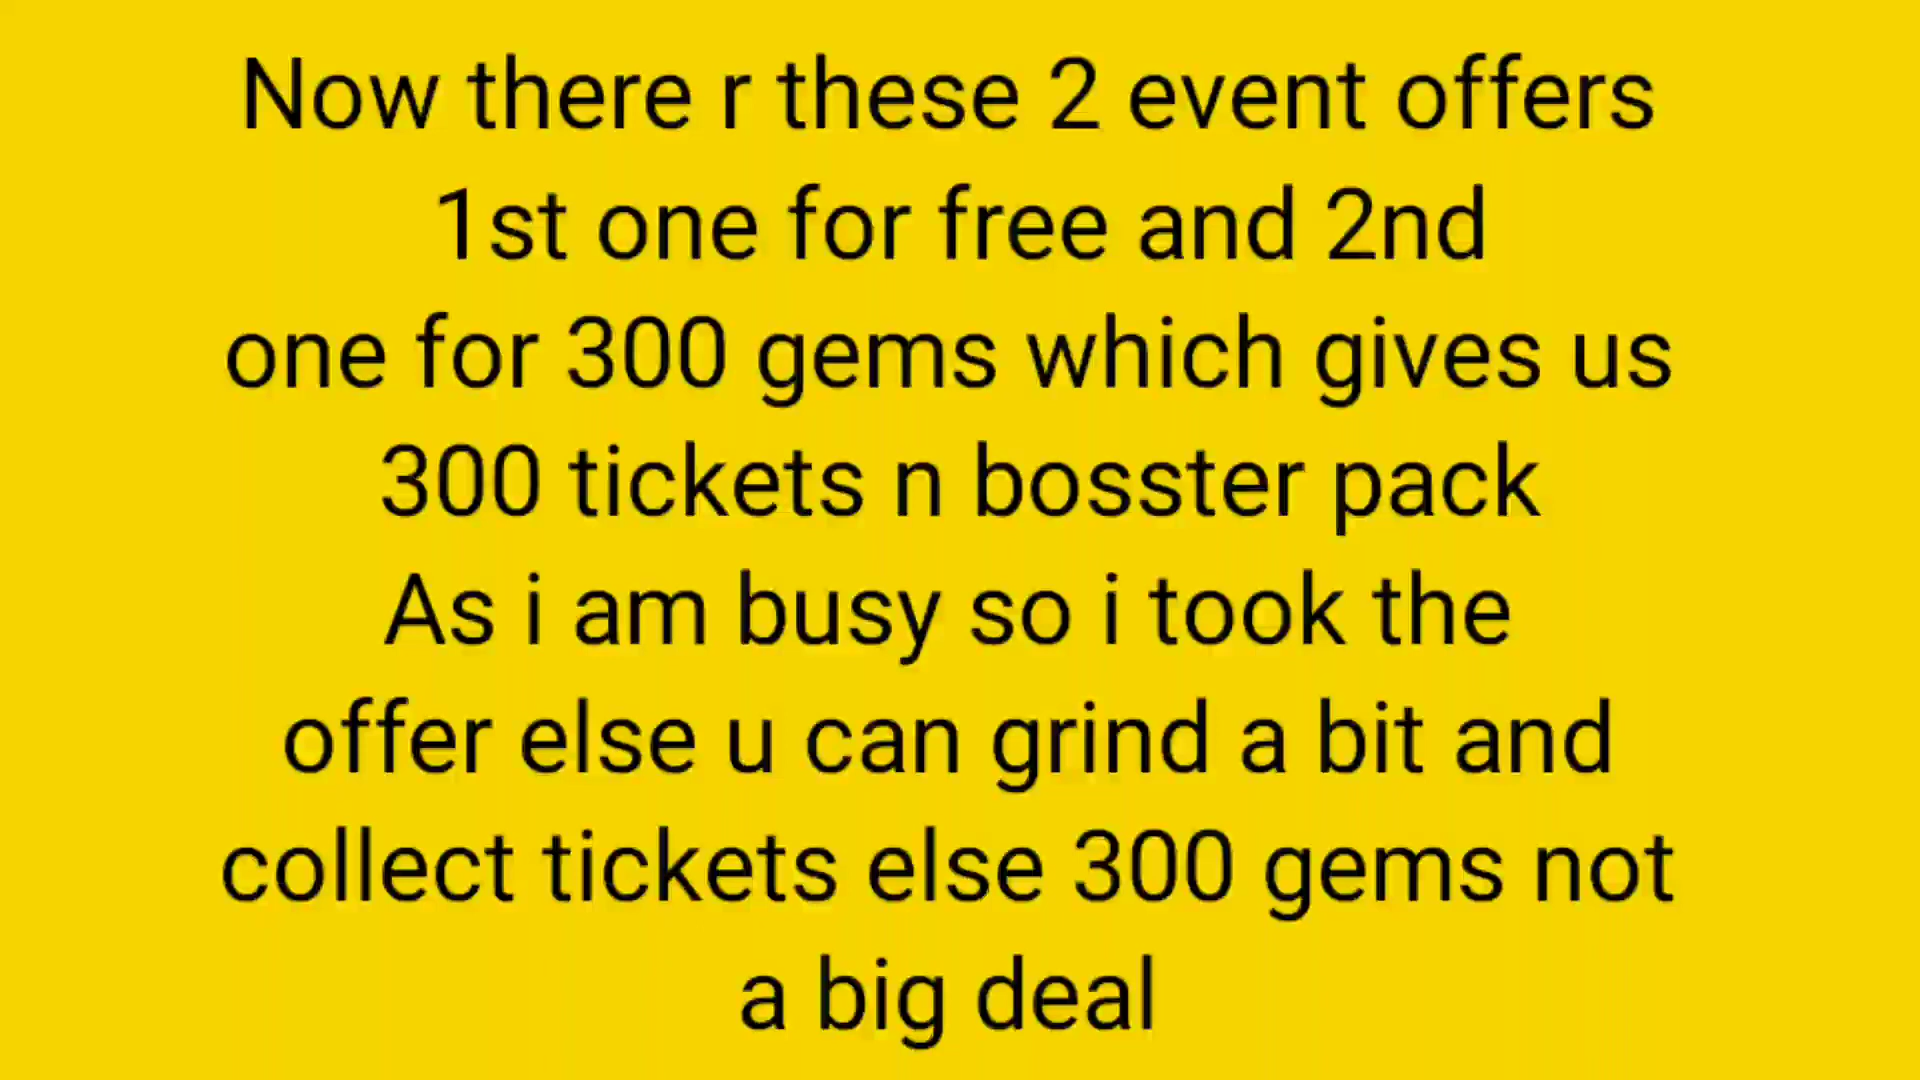 Now there r these 2 event offers
1st one for free and 2nd
one for 300 gems which gives us
300 tickets n bosster pack
As i am busy so i took the
offer else u can grind a bit and
collect tickets else 300 gems not
a big deal